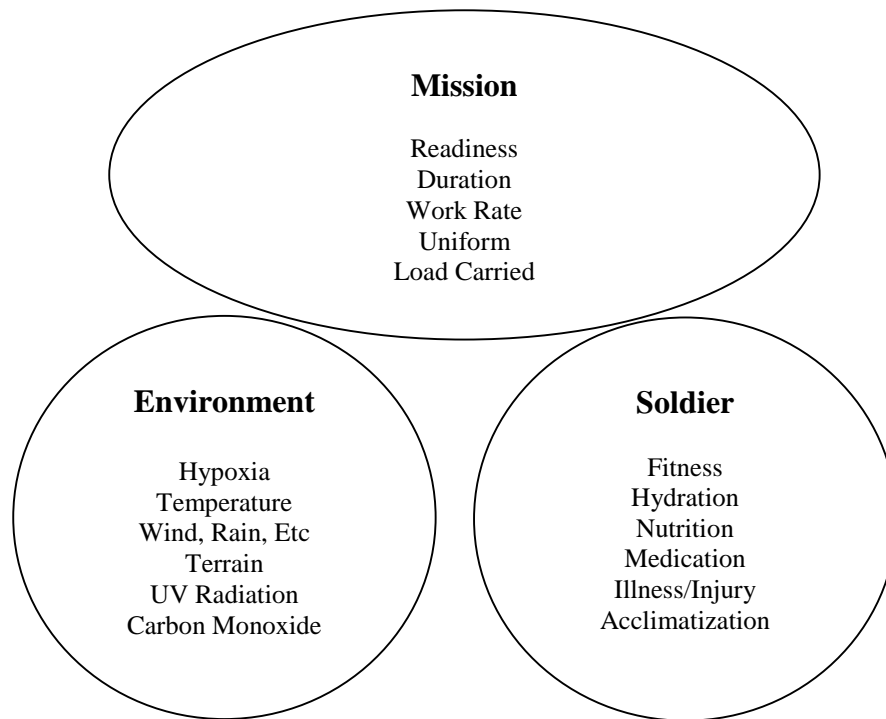 Mission
Readiness
Duration
Work Rate
Uniform
Load Carried
Environment
Hypoxia
Temperature
Wind, Rain, Etc
Terrain
UV Radiation
Carbon Monoxide
Soldier
Fitness
Hydration
Nutrition
Medication
Illness/Injury
Acclimatization